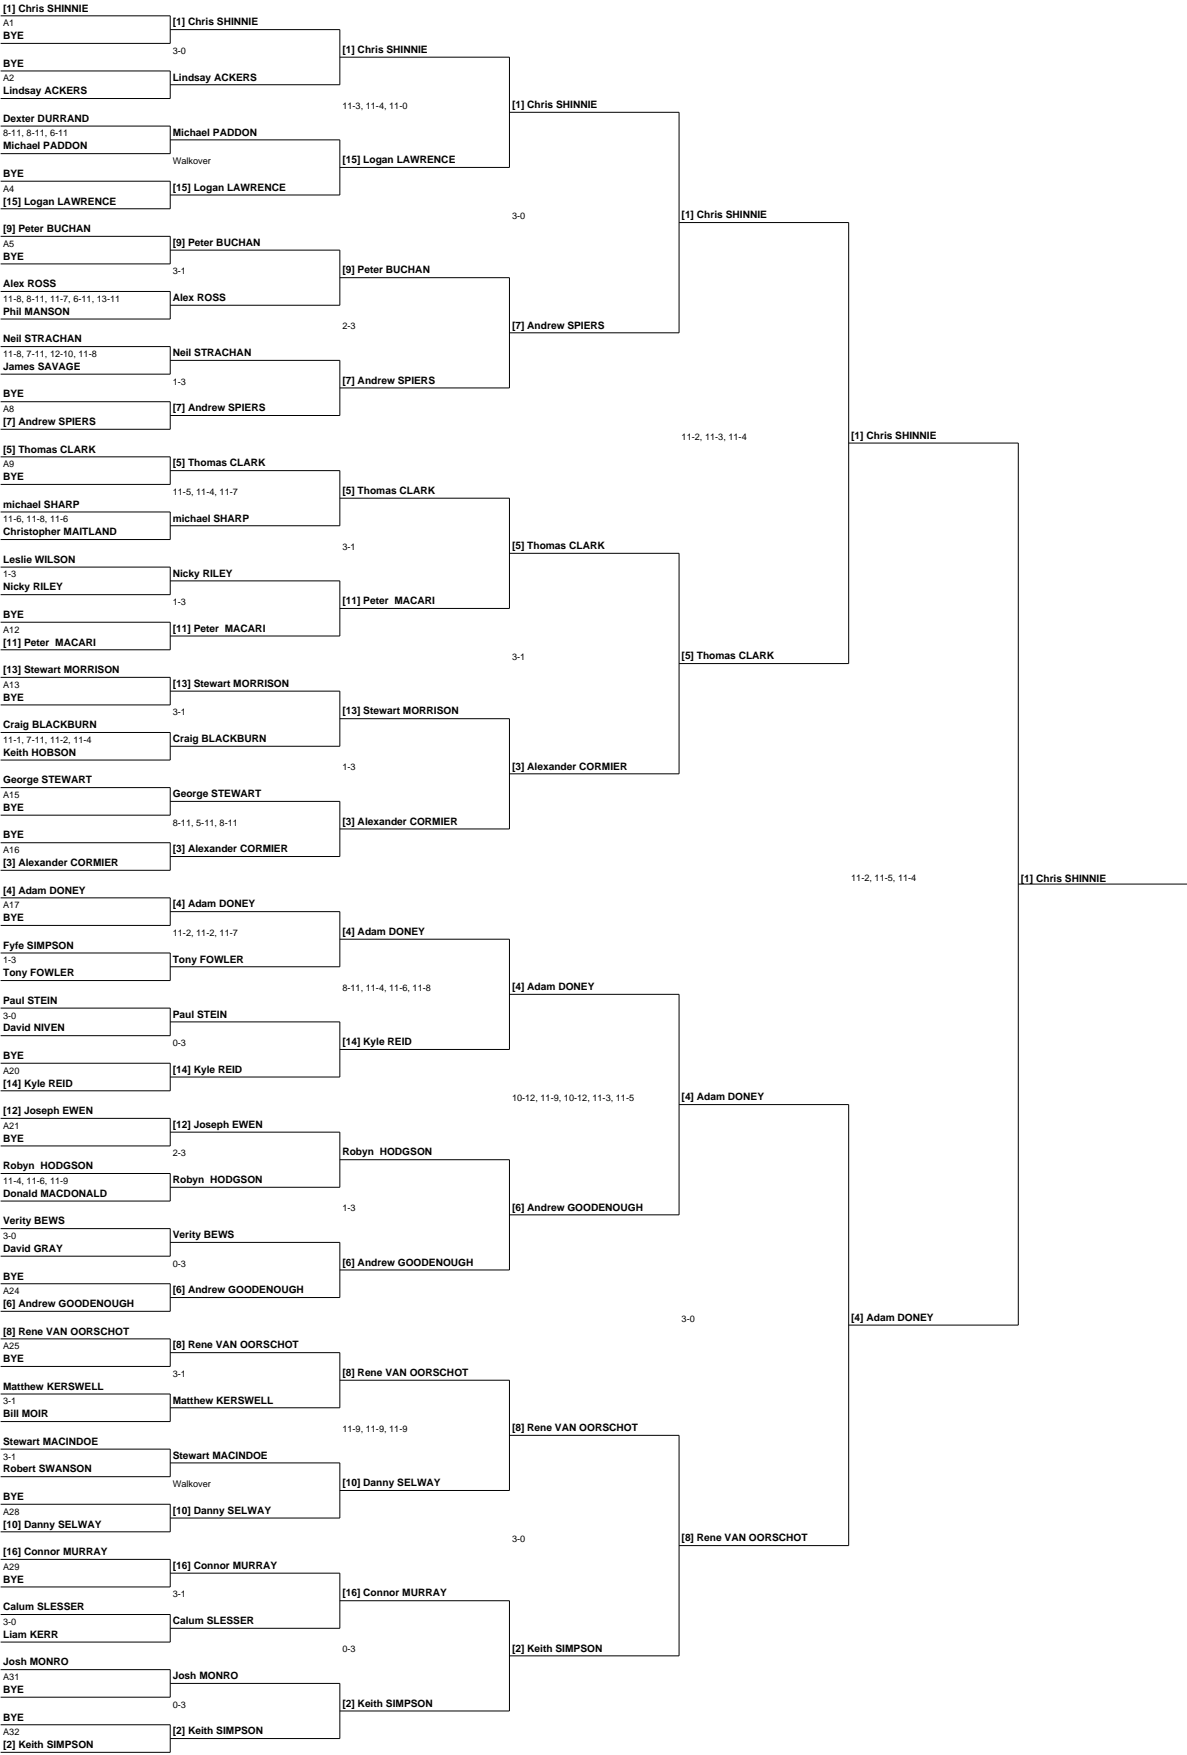 [1] Chris SHINNIE
A1
BYE
BYE
A2
Lindsay ACKERS
Dexter DURRAND
8-11, 8-11, 6-11
Michael PADDON
BYE
A4
[15] Logan LAWRENCE
[9] Peter BUCHAN
A5
BYE
Alex ROSS
11-8, 8-11, 11-7, 6-11, 13-11
Phil MANSON
Neil STRACHAN
11-8, 7-11, 12-10, 11-8
James SAVAGE
BYE
A8
[7] Andrew SPIERS
[5] Thomas CLARK
A9
BYE
michael SHARP
11-6, 11-8, 11-6
Christopher MAITLAND
Leslie WILSON
1-3
Nicky RILEY
BYE
A12
[11] Peter  MACARI
[13] Stewart MORRISON
A13
BYE
Craig BLACKBURN
11-1, 7-11, 11-2, 11-4
Keith HOBSON
George STEWART
A15
BYE
BYE
A16
[3] Alexander CORMIER
[4] Adam DONEY
A17
BYE
Fyfe SIMPSON
1-3
Tony FOWLER
Paul STEIN
3-0
David NIVEN
BYE
A20
[14] Kyle REID
[12] Joseph EWEN
A21
BYE
Robyn  HODGSON
11-4, 11-6, 11-9
Donald MACDONALD
Verity BEWS
3-0
David GRAY
BYE
A24
[6] Andrew GOODENOUGH
[8] Rene VAN OORSCHOT
A25
BYE
Matthew KERSWELL
3-1
Bill MOIR
Stewart MACINDOE
3-1
Robert SWANSON
BYE
A28
[10] Danny SELWAY
[16] Connor MURRAY
A29
BYE
Calum SLESSER
3-0
Liam KERR
Josh MONRO
A31
BYE
BYE
A32
[2] Keith SIMPSON
[1] Chris SHINNIE
3-0
Lindsay ACKERS
Michael PADDON
Walkover
[15] Logan LAWRENCE
[9] Peter BUCHAN
3-1
Alex ROSS
Neil STRACHAN
1-3
[7] Andrew SPIERS
[5] Thomas CLARK
11-5, 11-4, 11-7
michael SHARP
Nicky RILEY
1-3
[11] Peter  MACARI
[13] Stewart MORRISON
3-1
Craig BLACKBURN
George STEWART
8-11, 5-11, 8-11
[3] Alexander CORMIER
[4] Adam DONEY
11-2, 11-2, 11-7
Tony FOWLER
Paul STEIN
0-3
[14] Kyle REID
[12] Joseph EWEN
2-3
Robyn  HODGSON
Verity BEWS
0-3
[6] Andrew GOODENOUGH
[8] Rene VAN OORSCHOT
3-1
Matthew KERSWELL
Stewart MACINDOE
Walkover
[10] Danny SELWAY
[16] Connor MURRAY
3-1
Calum SLESSER
Josh MONRO
0-3
[2] Keith SIMPSON
[1] Chris SHINNIE
11-3, 11-4, 11-0
[15] Logan LAWRENCE
[9] Peter BUCHAN
2-3
[7] Andrew SPIERS
[5] Thomas CLARK
3-1
[11] Peter  MACARI
[13] Stewart MORRISON
1-3
[3] Alexander CORMIER
[4] Adam DONEY
8-11, 11-4, 11-6, 11-8
[14] Kyle REID
Robyn  HODGSON
1-3
[6] Andrew GOODENOUGH
[8] Rene VAN OORSCHOT
11-9, 11-9, 11-9
[10] Danny SELWAY
[16] Connor MURRAY
0-3
[2] Keith SIMPSON
[1] Chris SHINNIE
3-0
[7] Andrew SPIERS
[5] Thomas CLARK
3-1
[3] Alexander CORMIER
[4] Adam DONEY
10-12, 11-9, 10-12, 11-3, 11-5
[6] Andrew GOODENOUGH
[8] Rene VAN OORSCHOT
3-0
[2] Keith SIMPSON
[1] Chris SHINNIE
11-2, 11-3, 11-4
[5] Thomas CLARK
[4] Adam DONEY
3-0
[8] Rene VAN OORSCHOT
[1] Chris SHINNIE
11-2, 11-5, 11-4
[4] Adam DONEY
[1] Chris SHINNIE